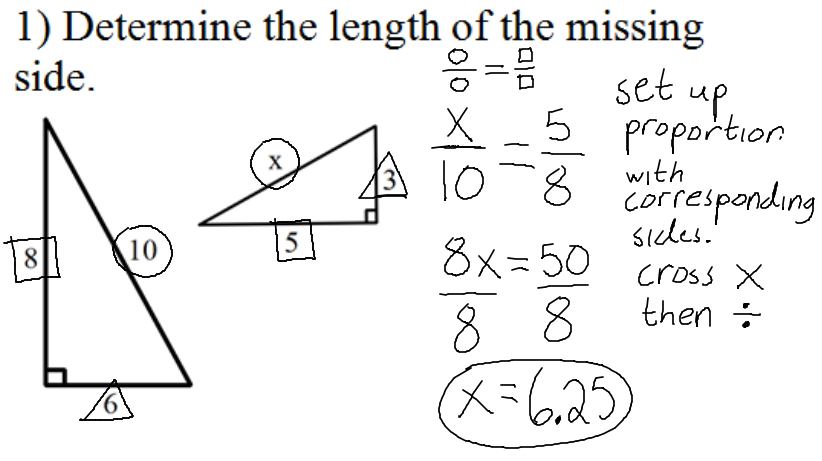 1) Determine the length of the missing
side.
8
10
6
x
3
5
○/○ = □/□
x/10 = 5/8
8x/8 = 50/8
x = 6.25
set up
proportion
with
corresponding
sides.
cross X
then ÷